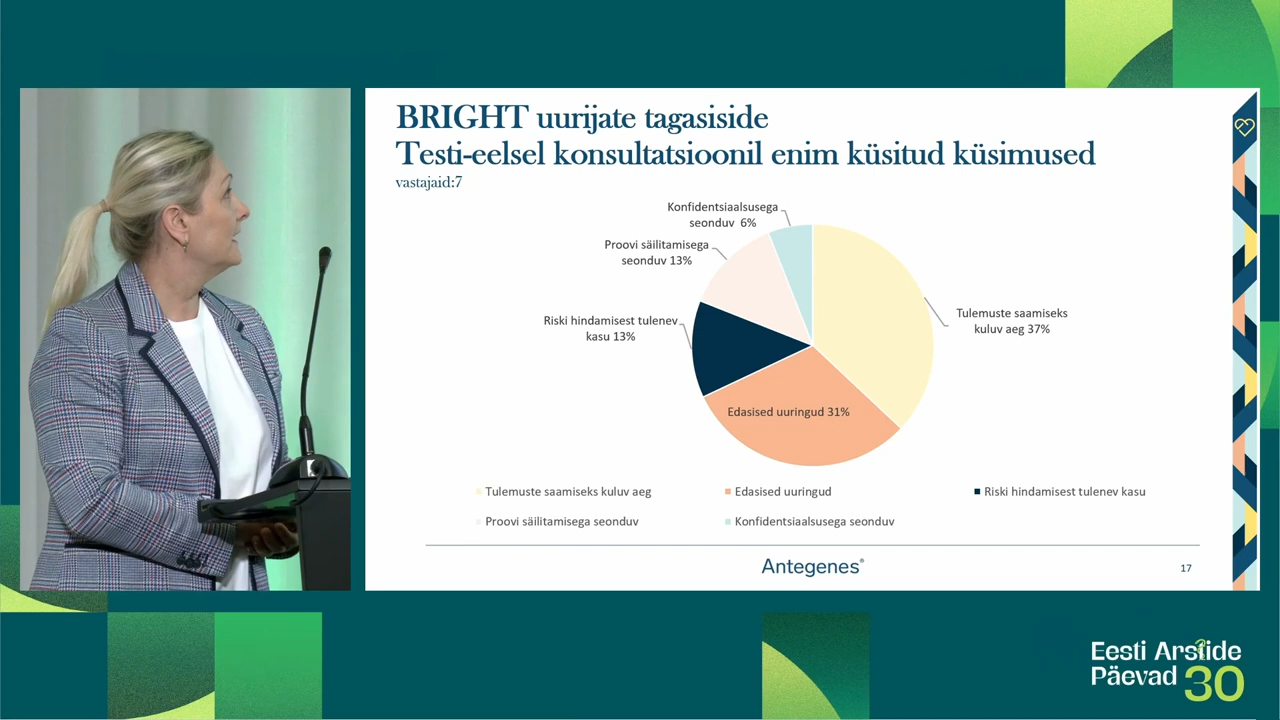 BRIGHT uurijate tagasiside
Testi-eelsel konsultatsioonil enim küsitud küsimused
vastajaid:7
Konfidentsiaalsusega
seonduv 6%
Proovi säilitamisega
seonduv 13%
Riski hindamisest tulenev
kasu 13%
Tulemuste saamiseks
kuluv aeg 37%
Edasised uuringud 31%
Tulemuste saamiseks kuluv aeg
Edasised uuringud
Riski hindamisest tulenev kasu
Proovi säilitamisega seonduv
Konfidentsiaalsusega seonduv
Antegenes®
17
Eesti Arstide
Päevad 30